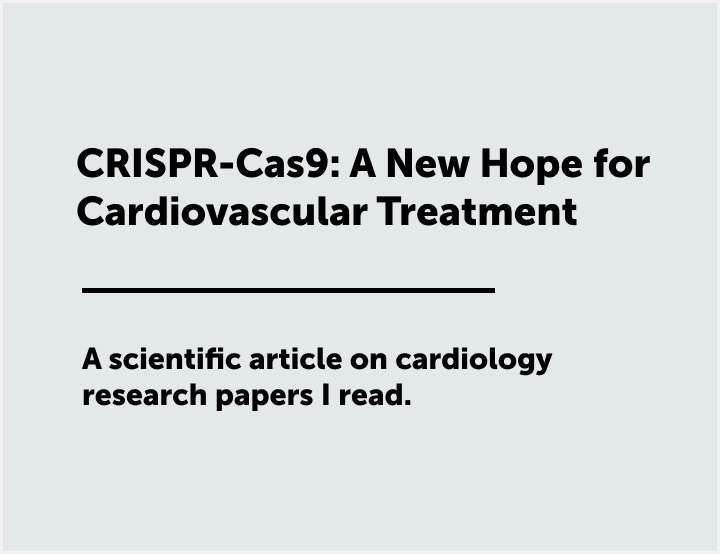 CRISPR-Cas9: A New Hope for
Cardiovascular Treatment
A scientific article on cardiology
research papers I read.